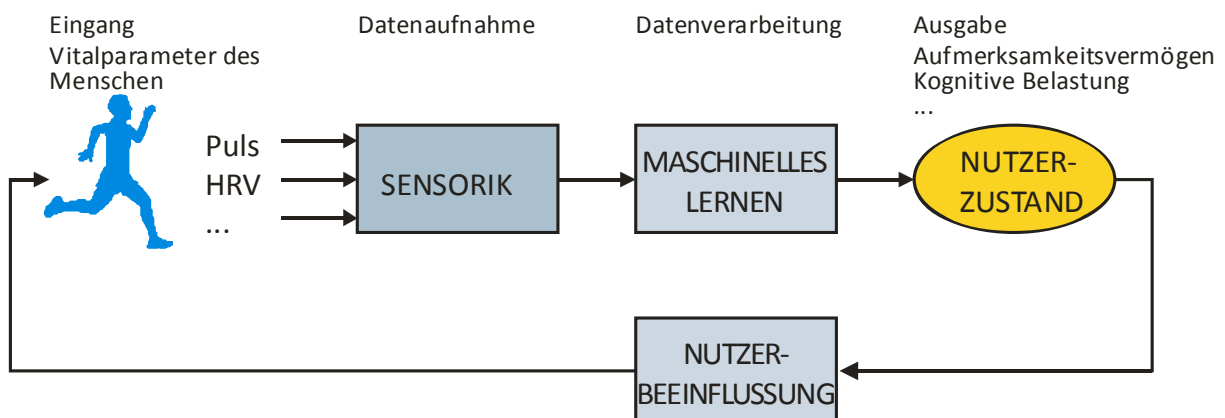 Eingang
Vitalparameter des
Menschen
Datenaufnahme
Datenverarbeitung
Ausgabe
Aufmerksamkeitsvermögen
Kognitive Belastung
...
Puls
HRV
...
SENSORIK
MASCHINELLES
LERNEN
NUTZER-
ZUSTAND
NUTZER-
BEEINFLUSSUNG